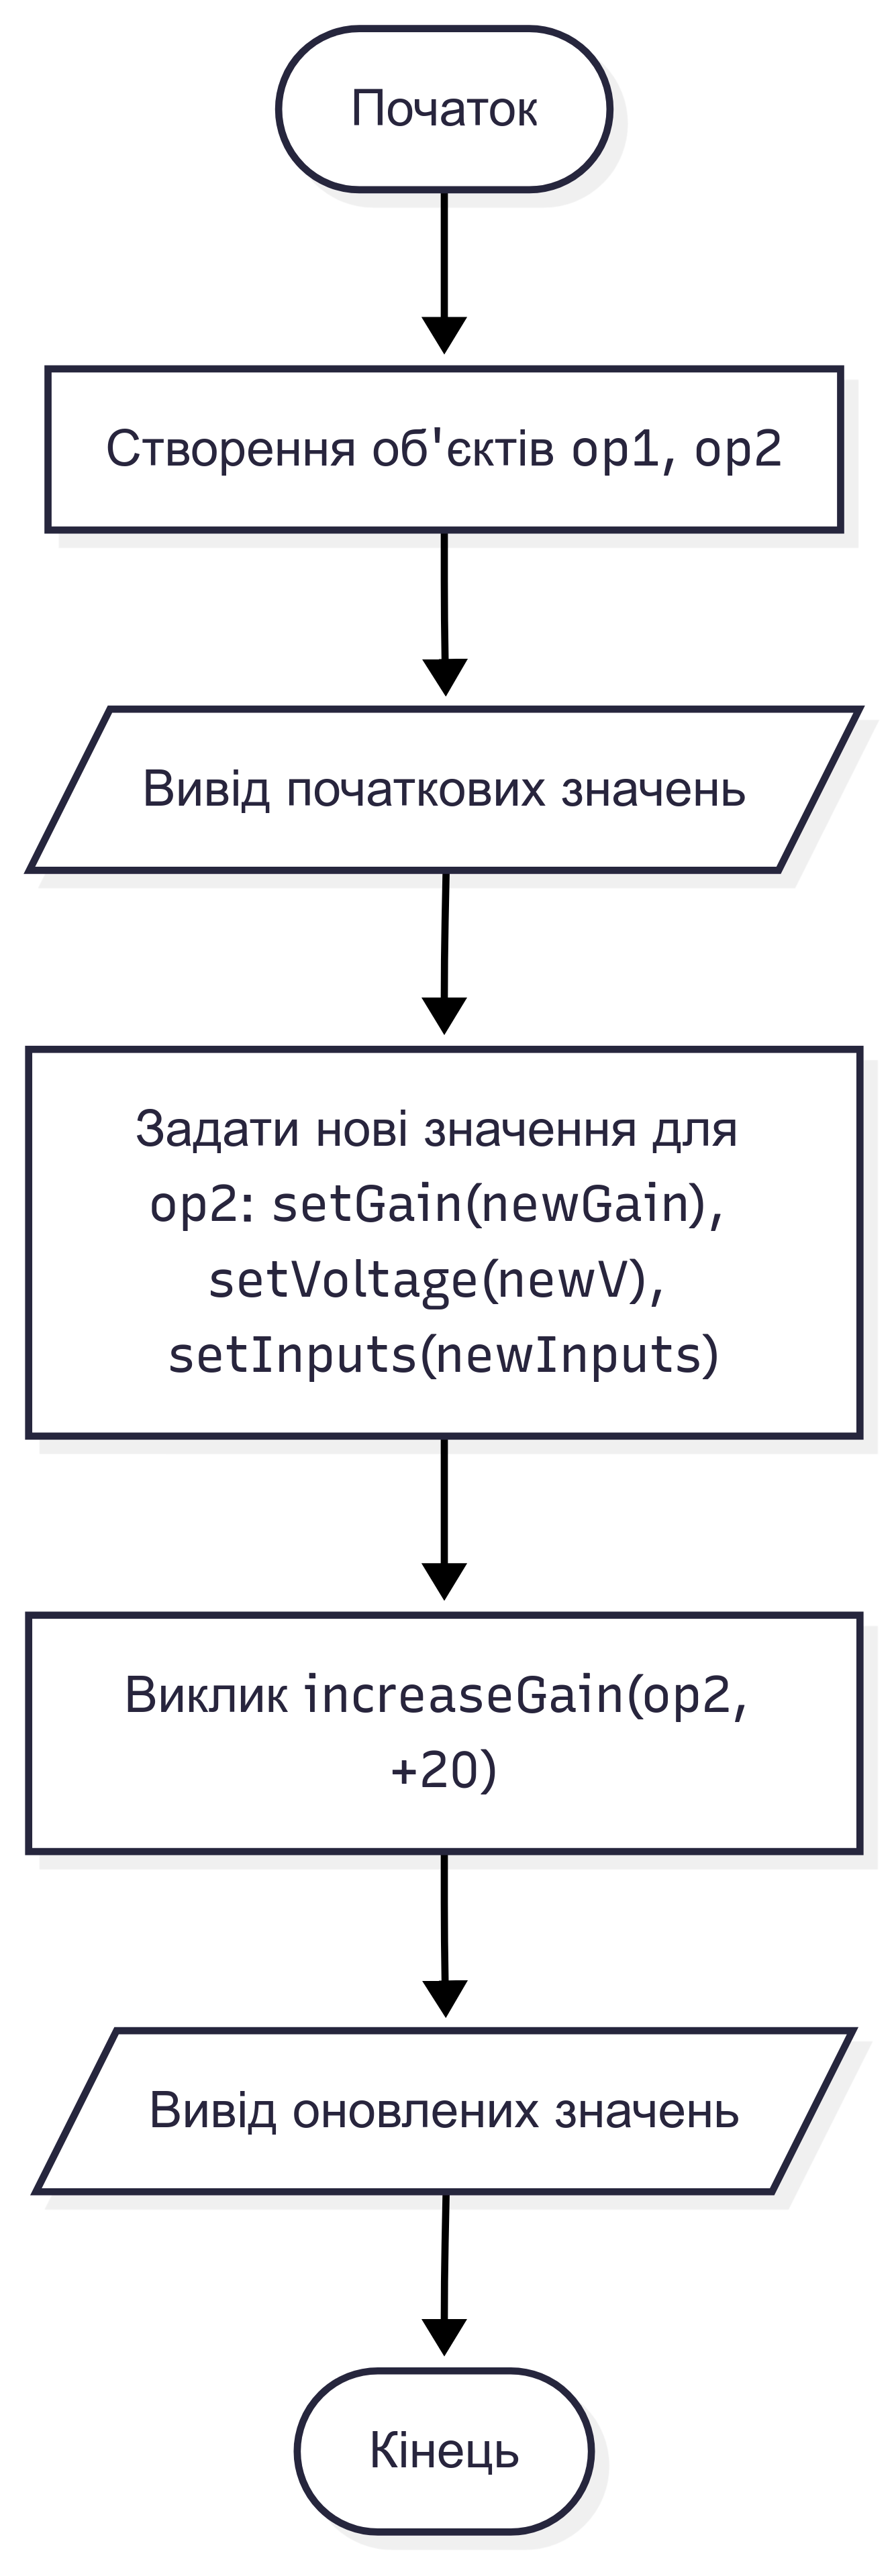 Початок
Створення об'єктів op1, op2
Вивід початкових значень
Задати нові значення для
op2: setGain(newGain),
setVoltage(newV),
setInputs(newInputs)
Виклик increaseGain(op2,
+20)
Вивід оновлених значень
Кінець